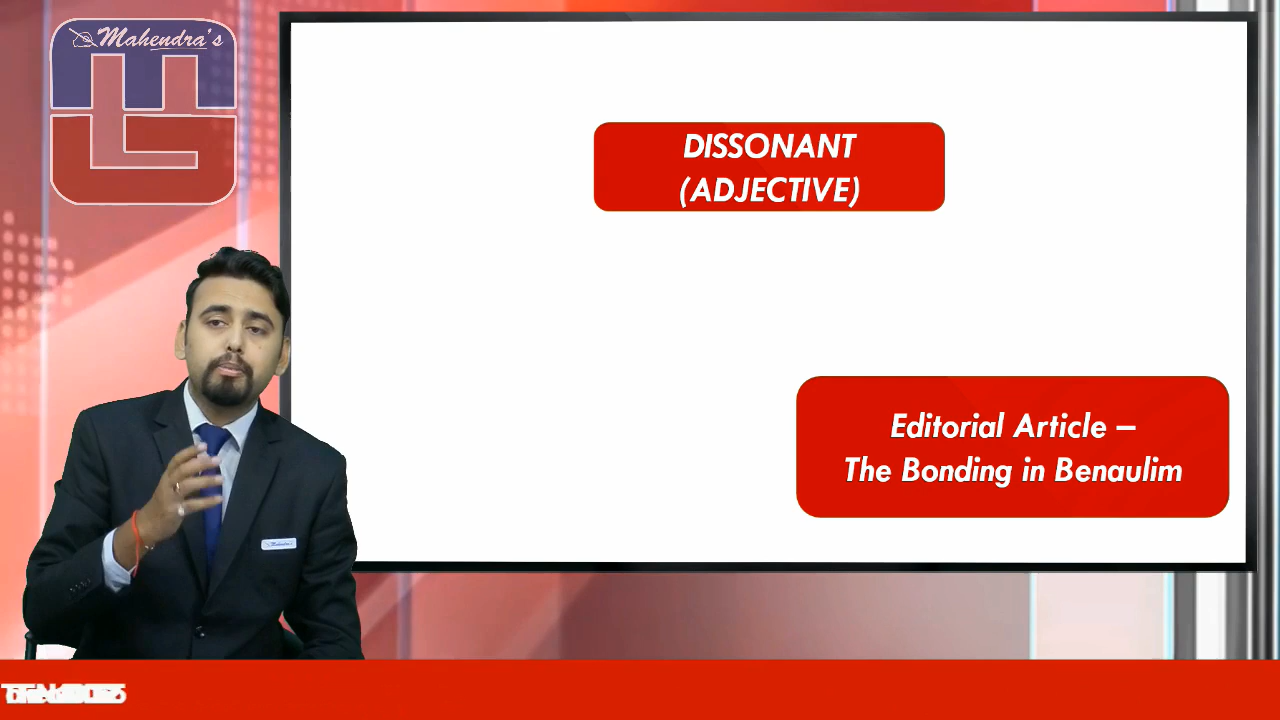 Mahendra's
DISSONANT
(ADJECTIVE)
Editorial Article –
The Bonding in Benaulim